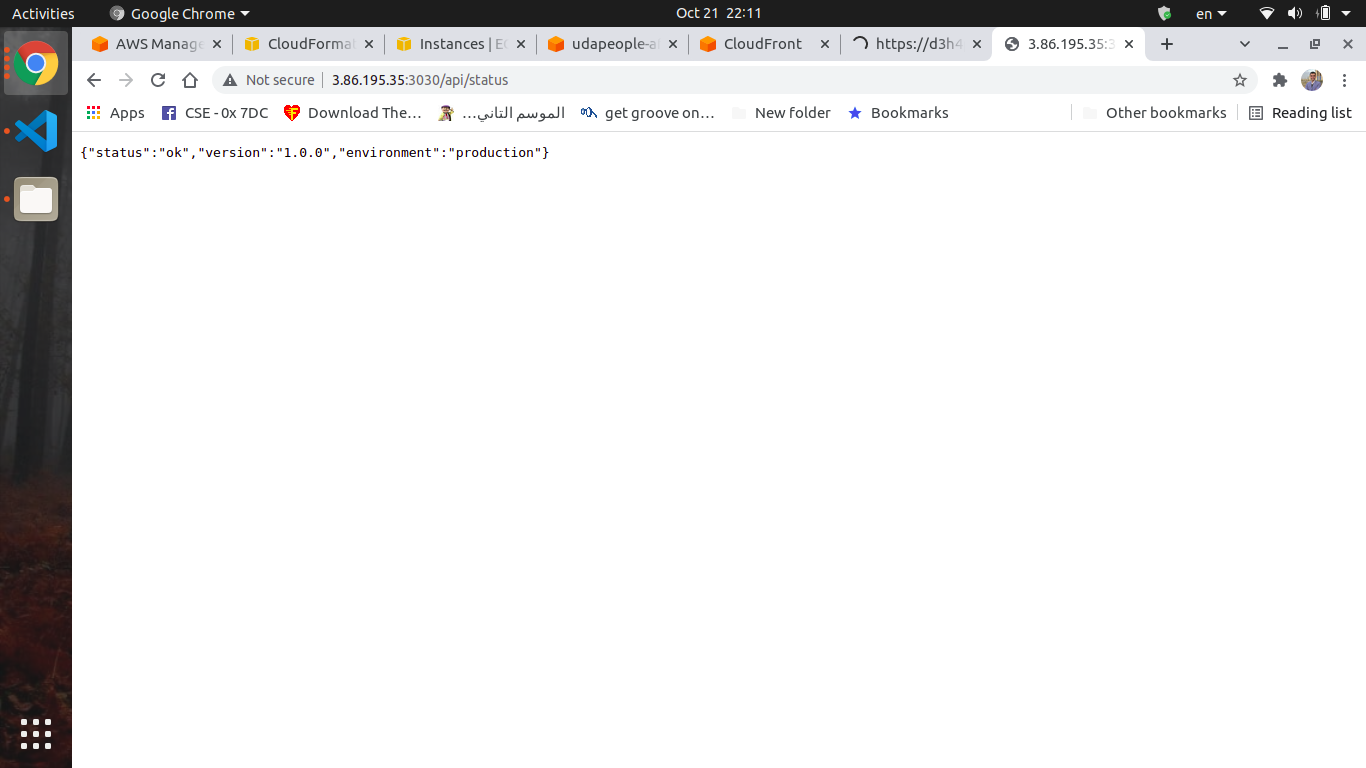 Activities Google Chrome Oct 21 22:11 en
AWS Manage CloudFormat Instances | EC udapeople-a CloudFront https://d3h4 3.86.195.35:3
Not secure 3.86.195.35:3030/api/status
Apps CSE - 0x 7DC Download The… الموسم التاني… get groove on… New folder Bookmarks Other bookmarks Reading list
{"status":"ok","version":"1.0.0","environment":"production"}